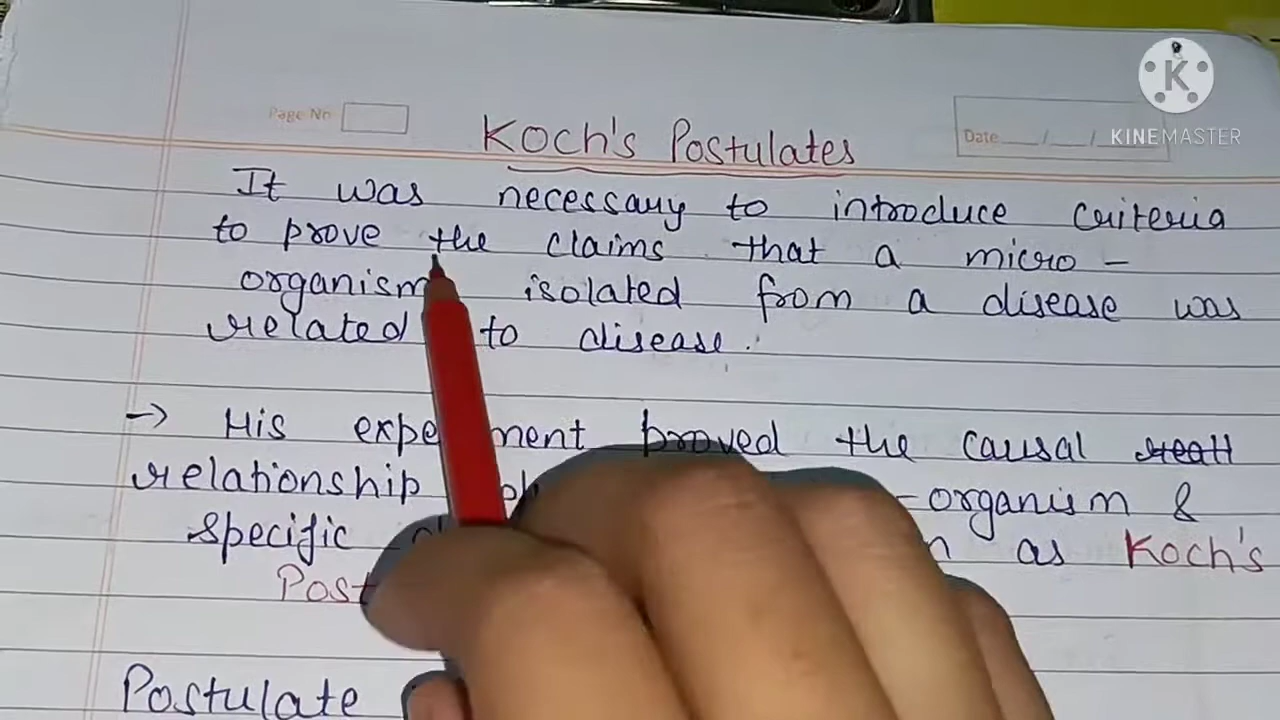 K
KINEMASTER
Page No
Date
Koch's Postulates
It was necessary to introduce criteria
to prove the claims that a micro -
organism isolated from a disease was
related to disease.
→ His experiment proved the causal
relationship -organism &
specific as Koch's
Postulate